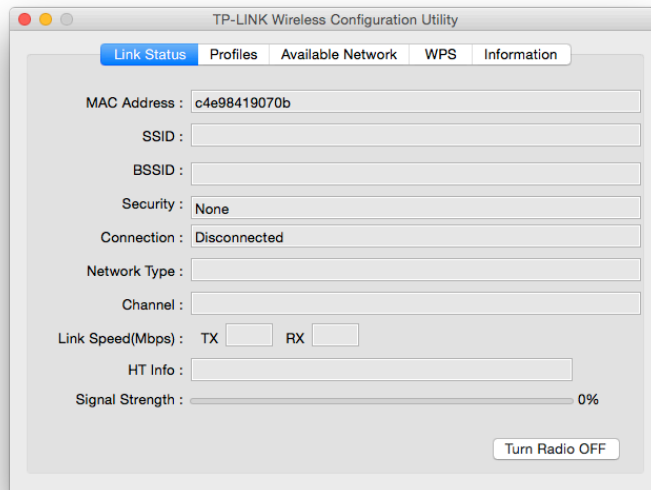 TP-LINK Wireless Configuration Utility
Link Status Profiles Available Network WPS Information
MAC Address : c4e98419070b
SSID :
BSSID :
Security : None
Connection : Disconnected
Network Type :
Channel :
Link Speed(Mbps) : TX RX
HT Info :
Signal Strength : 0%
Turn Radio OFF